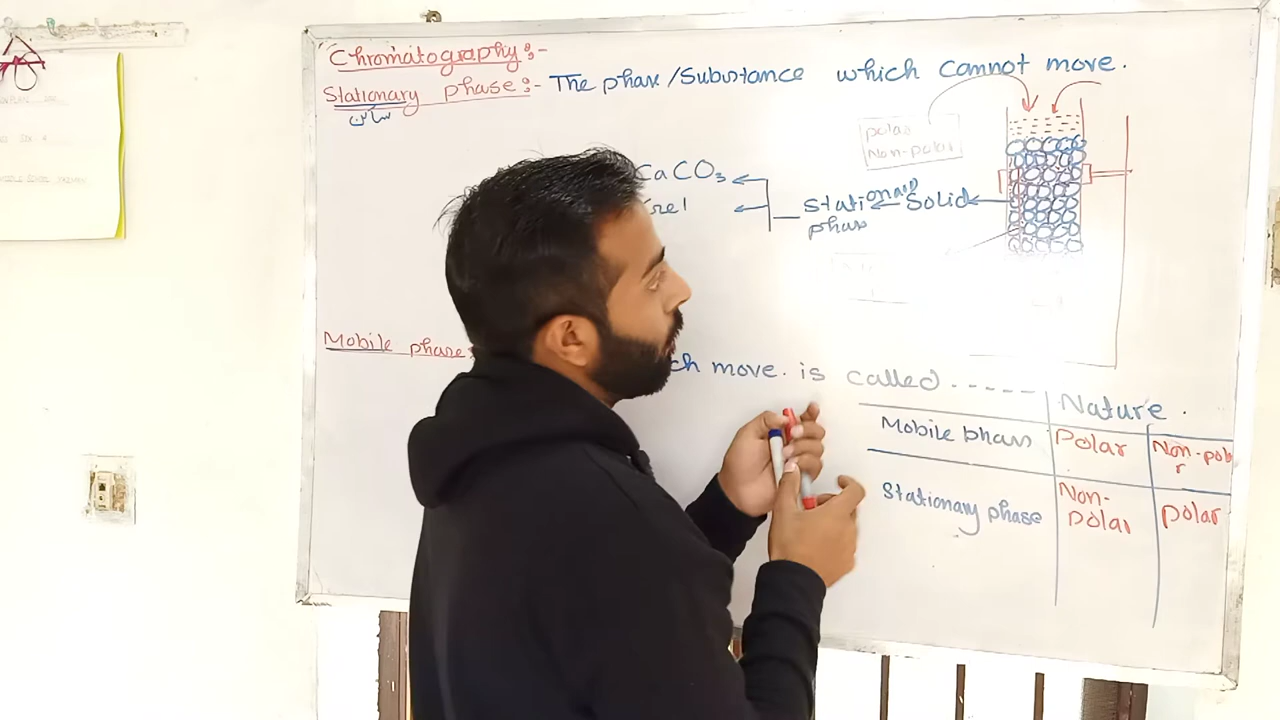 Chromatography:-
Stationary phase:- The phase/Substance which cannot move.
ساکن
polar
Non-polar
CaCO3
Gel
Stationary phase
Solid
Mobile phase
move. is called-----
Nature.
Mobile phase Polar Non-polar
Stationary phase Non-polar polar